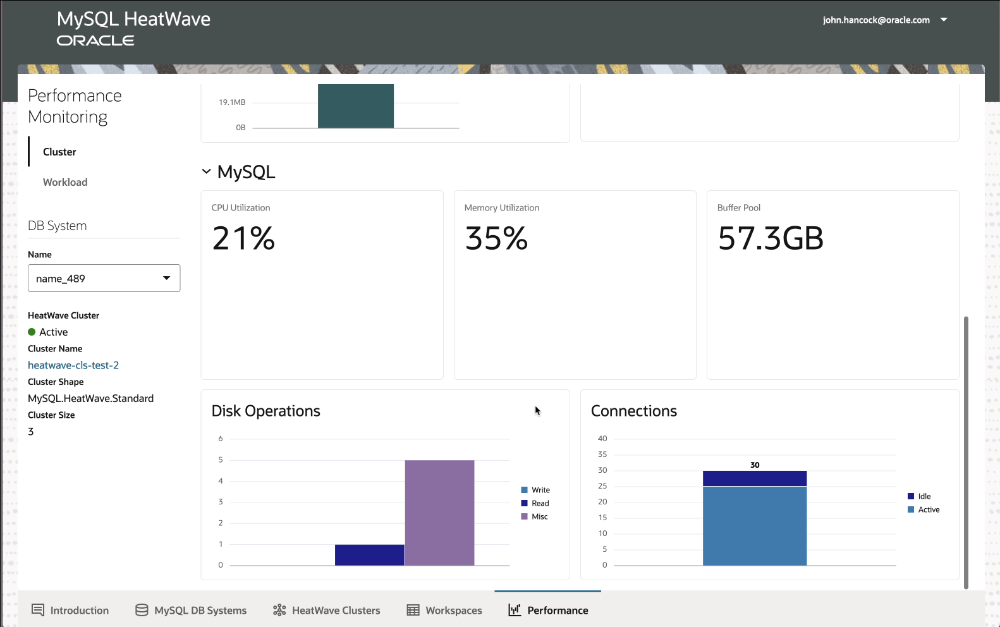 MySQL HeatWave
ORACLE
john.hancock@oracle.com
Performance
Monitoring
Cluster
Workload
DB System
Name
name_489
HeatWave Cluster
Active
Cluster Name
heatwave-cls-test-2
Cluster Shape
MySQL.HeatWave.Standard
Cluster Size
3
19.1MB
0B
MySQL
CPU Utilization
21%
Memory Utilization
35%
Buffer Pool
57.3GB
Disk Operations
6
5
4
3
2
1
0
Write
Read
Misc
Connections
40
35
30
25
20
15
10
5
0
30
Idle
Active
Introduction
MySQL DB Systems
HeatWave Clusters
Workspaces
Performance